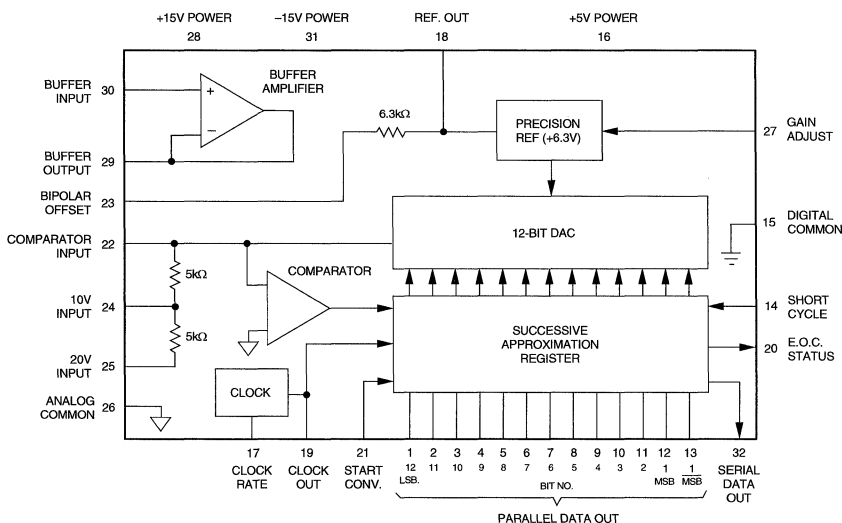 +15V POWER –15V POWER REF. OUT +5V POWER
28 31 18 16
BUFFER
INPUT 30
BUFFER
AMPLIFIER
+
–
6.3kΩ
PRECISION
REF (+6.3V)
27 GAIN
ADJUST
BUFFER
OUTPUT 29
BIPOLAR
OFFSET 23
12-BIT DAC
15 DIGITAL
COMMON
COMPARATOR
INPUT 22
5kΩ
COMPARATOR
10V
INPUT 24
14 SHORT
CYCLE
5kΩ
SUCCESSIVE
APPROXIMATION
REGISTER
20 E.O.C.
STATUS
20V
INPUT 25
CLOCK
ANALOG
COMMON 26
17 19 21 1 2 3 4 5 6 7 8 9 10 11 12 13 32
CLOCK
RATE
CLOCK
OUT
START
CONV.
12 11 10 9 8 7 6 5 4 3 2 1 1
LSB. BIT NO. MSB MSB
SERIAL
DATA
OUT
PARALLEL DATA OUT